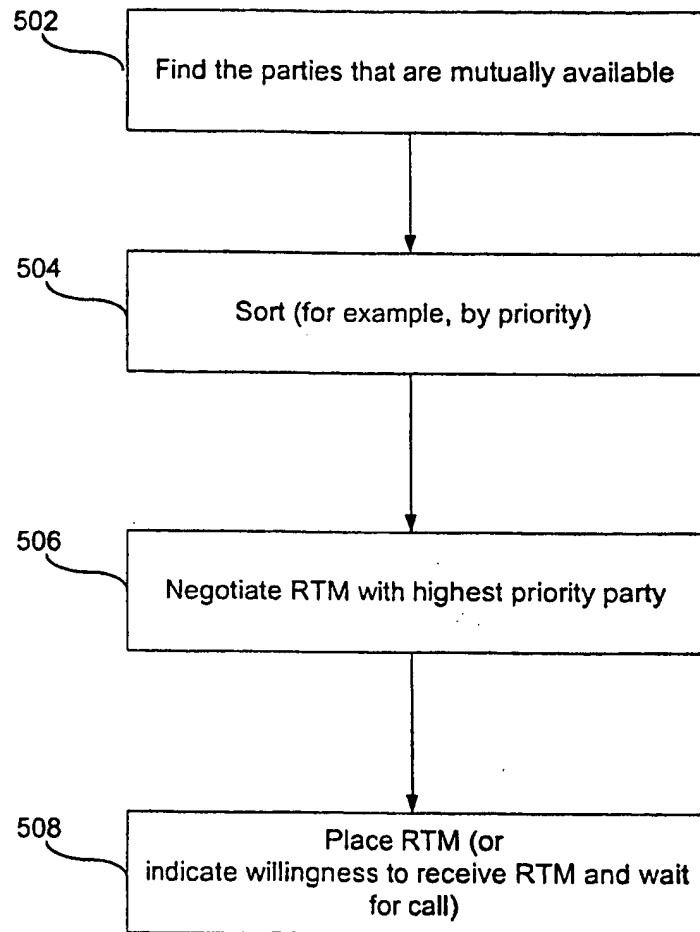 502
Find the parties that are mutually available
504
Sort (for example, by priority)
506
Negotiate RTM with highest priority party
508
Place RTM (or
indicate willingness to receive RTM and wait
for call)